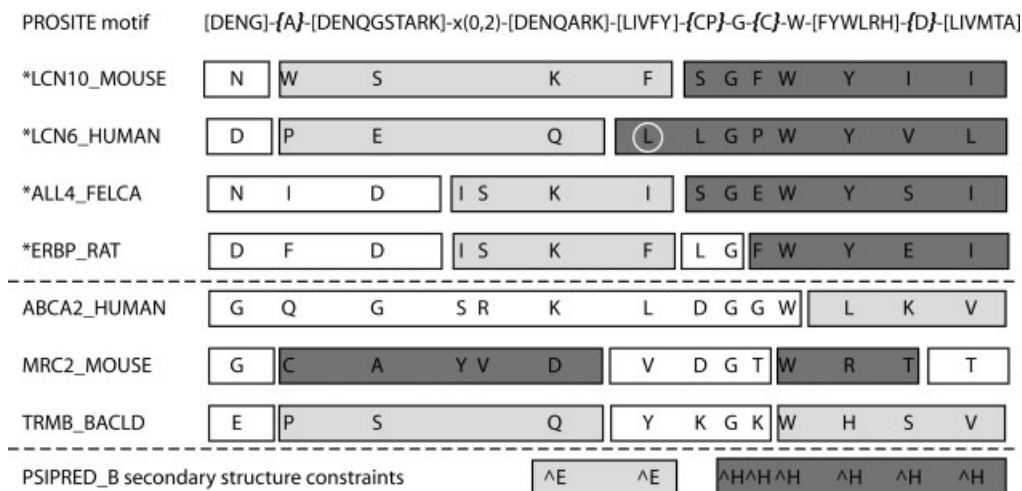 PROSITE motif [DENG]-{A}-[DENQGSTARK]-x(0,2)-[DENQARK]-[LIVFY]-{CP}-G-{C}-W-[FYWLRH]-{D}-[LIVMTA]
*LCN10_MOUSE N W S K F S G F W Y I I
*LCN6_HUMAN D P E Q L L G P W Y V L
*ALL4_FELCA N I D I S K I S G E W Y S I
*ERBP_RAT D F D I S K F L G F W Y E I
ABCA2_HUMAN G Q G S R K L D G G W L K V
MRC2_MOUSE G C A Y V D V D G T W R T T
TRMB_BACLD E P S Q Y K G K W H S V
PSIPRED_B secondary structure constraints ^E ^E ^H^H^H ^H ^H ^H